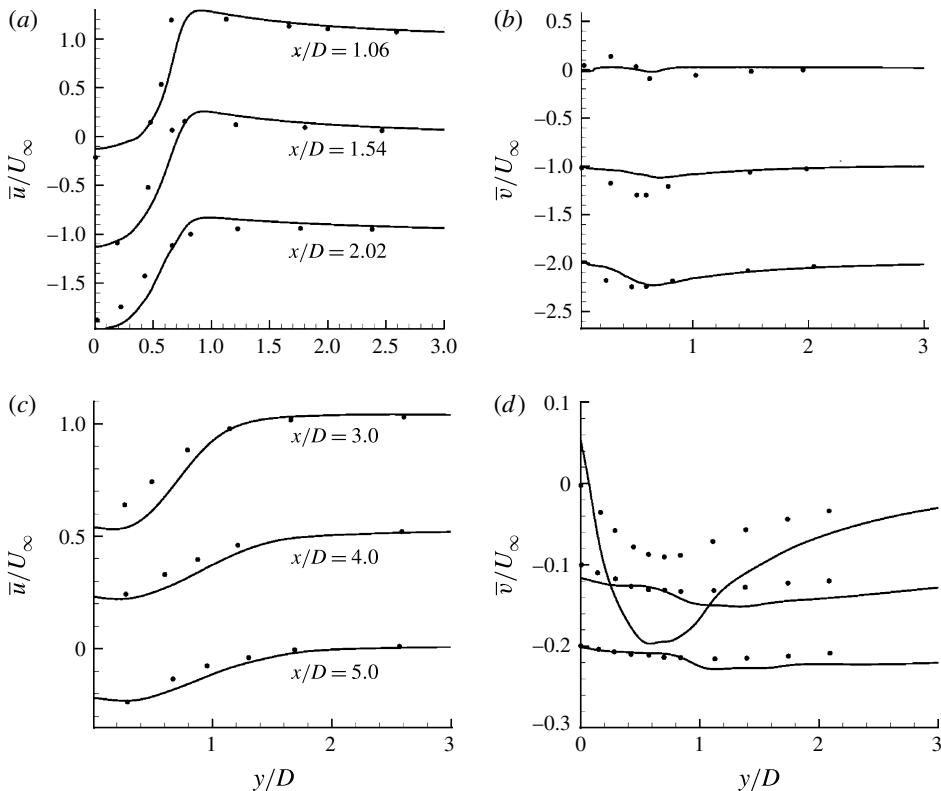 (a)
1.0
0.5
0
−0.5
−1.0
−1.5
u̅/U∞
x/D = 1.06
x/D = 1.54
x/D = 2.02
0 0.5 1.0 2.0 2.0 3.0
(b)
0.5
0
−0.5
−1.0
−1.5
−2.0
−2.5
v̅/U∞
1 2 3
(c)
1.0
0.5
0
u̅/U∞
x/D = 3.0
x/D = 4.0
x/D = 5.0
1 2 3
y/D
(d)
0.1
0
−0.1
−0.2
−0.3
v̅/U∞
0 1 2 3
y/D